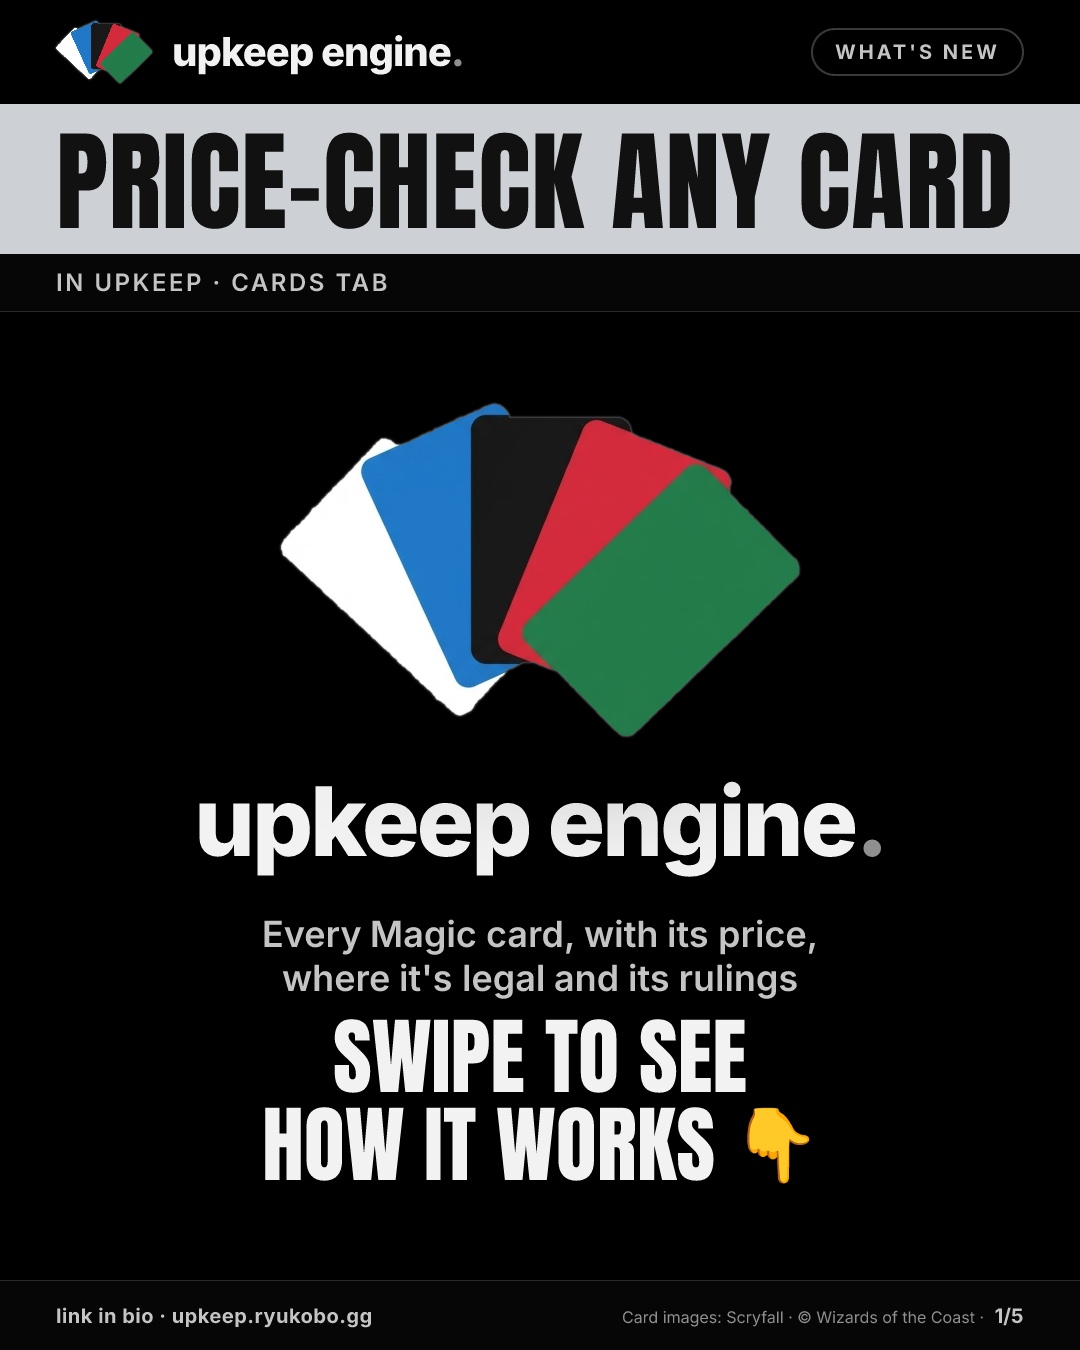 upkeep engine.
WHAT'S NEW
PRICE-CHECK ANY CARD
IN UPKEEP · CARDS TAB
upkeep engine.
Every Magic card, with its price,
where it's legal and its rulings
SWIPE TO SEE
HOW IT WORKS 👇
link in bio · upkeep.ryukobo.gg
Card images: Scryfall · © Wizards of the Coast · 1/5